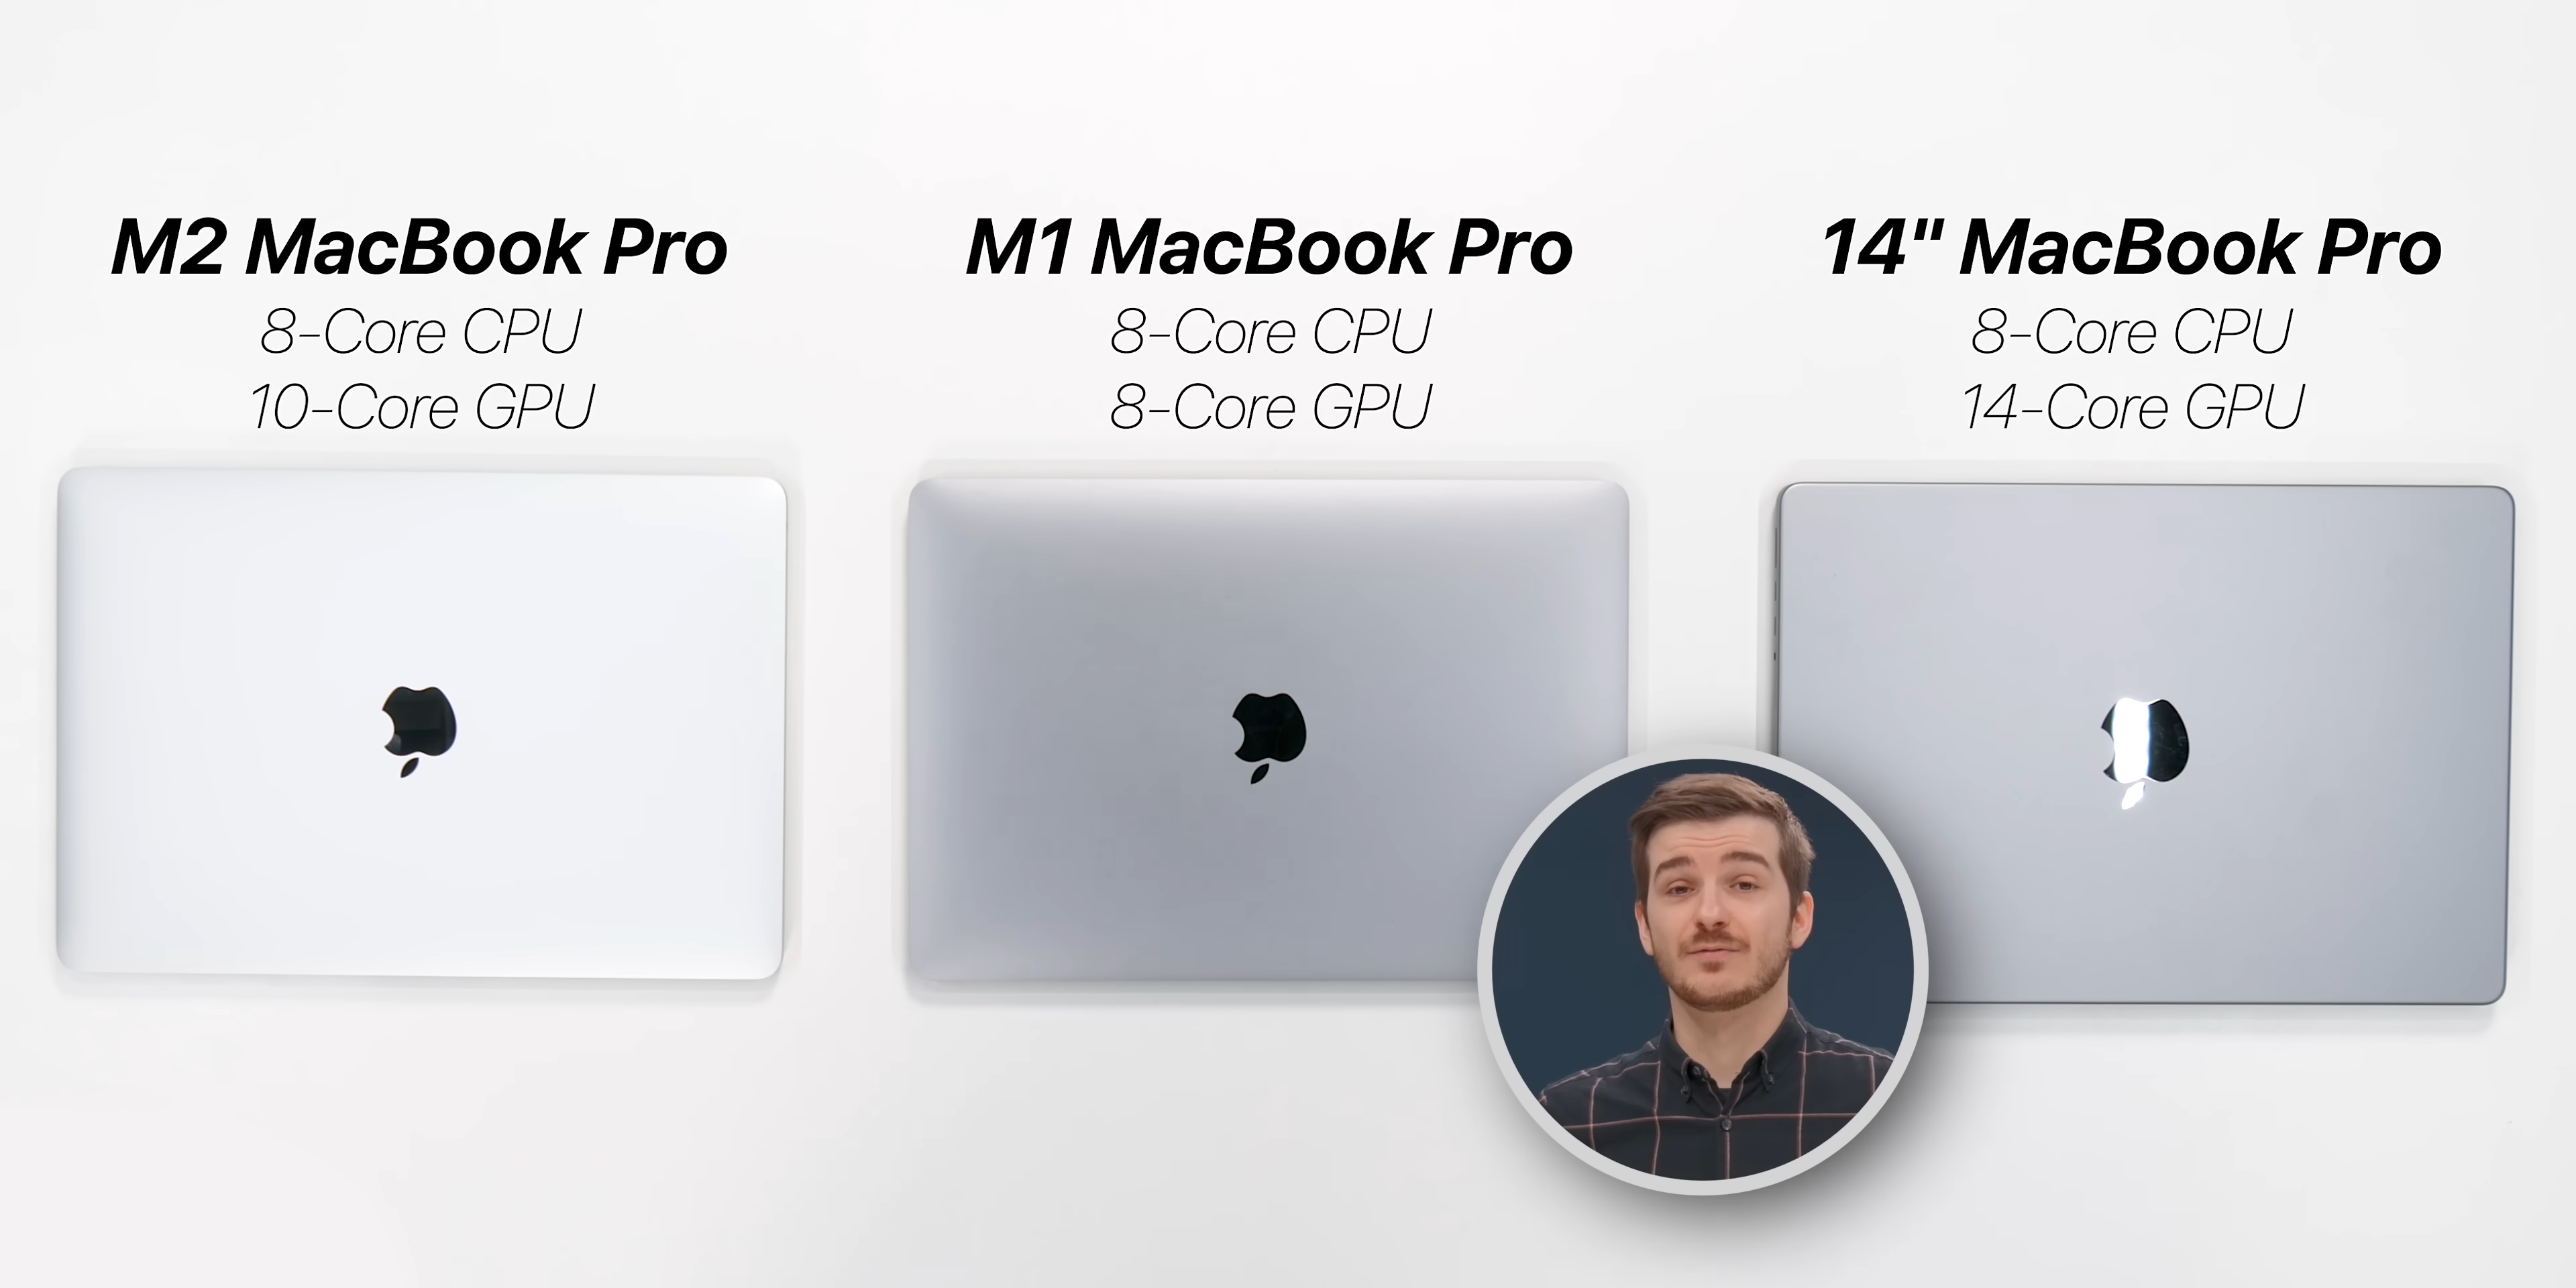 M2 MacBook Pro
8-Core CPU
10-Core GPU
M1 MacBook Pro
8-Core CPU
8-Core GPU
14" MacBook Pro
8-Core CPU
14-Core GPU